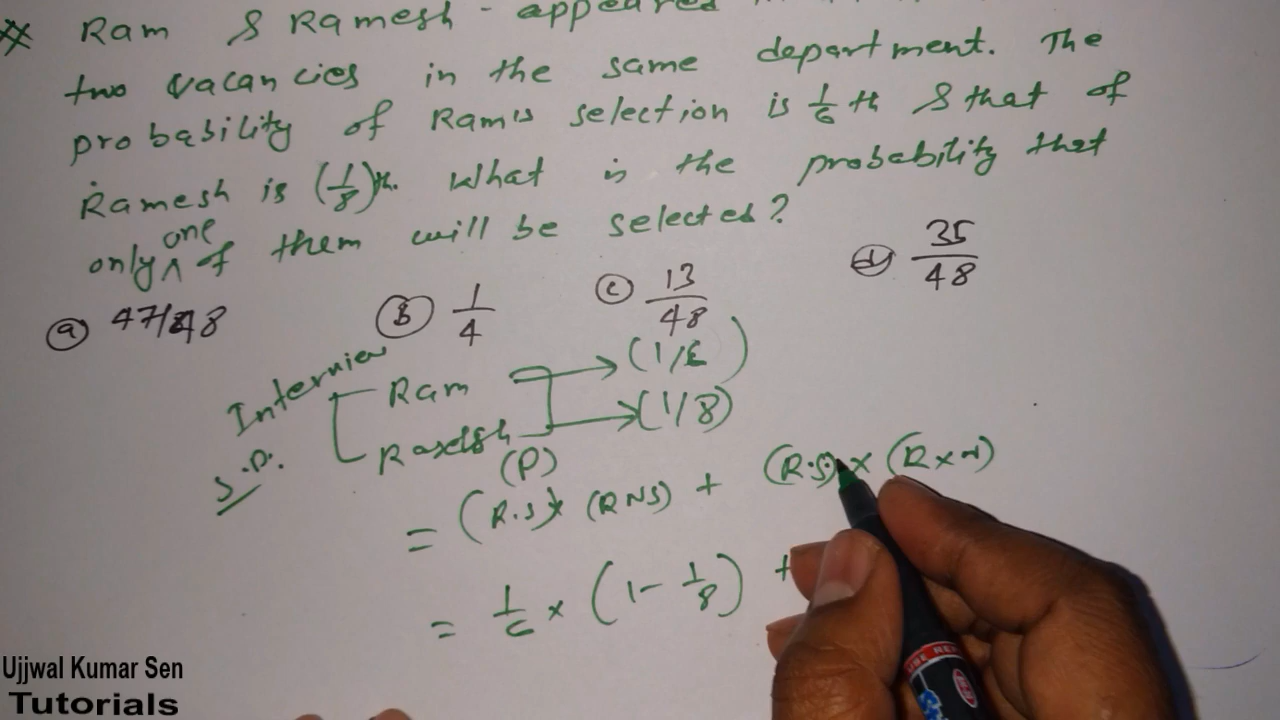 Ram & Ramesh - appeared
two vacancies in the same department. The
probability of Ram's selection is 1/6 th & that of
Ramesh is (1/8)th. What is the probability that
only one of them will be selected?
(a) 47/48 (b) 1/4 (c) 13/48 (d) 35/48
Interview
Ram → (1/6)
→ (1/8)
S.P.
(P)
= (R.S) × (RNS) + (R.S) × (R×N)
= 1/6 × (1 - 1/8) +
Ujjwal Kumar Sen
Tutorials